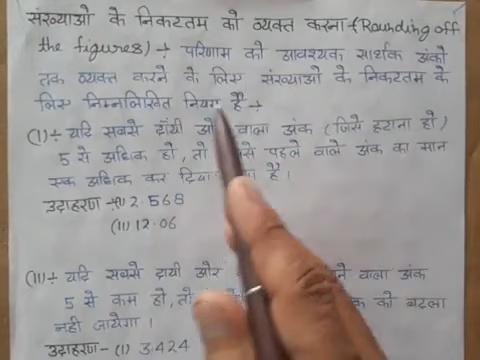 संख्याओ के निकटतम को व्यक्त करना-(Rounding off
the figures) → परिणाम को आवश्यक सार्थक अंको
तक व्यक्त करने के लिए संख्याओ के निकटतम के
लिए निम्नलिखित नियम है →
(I)÷ यदि सबसे दाँयी ओर वाला अंक (जिसे हटाना हो)
5 से अधिक हो, तो पहले वाले अंक का मान
एक अधिक कर दिया है।
उदाहरण →(I) 2.568
(II) 12.06
(II)÷ यदि सबसे दायी ओर वाला अंक
5 से कम हो, तो को बदला
नही जायेगा।
उदाहरण- (I) 3.424